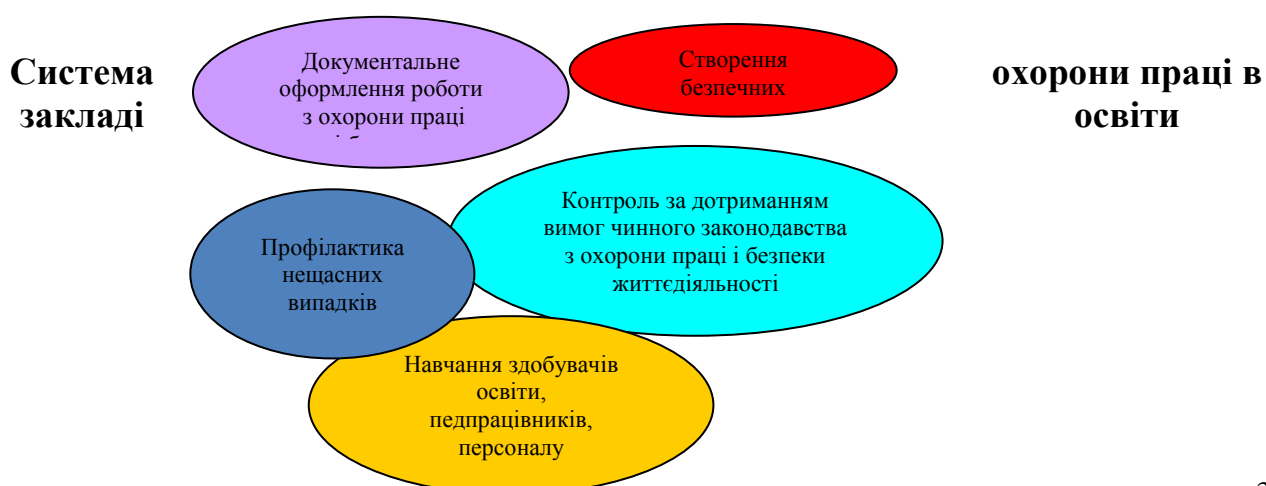 Система
закладі
охорони праці в
освіти
Документальне
оформлення роботи
з охорони праці
Створення
безпечних
Контроль за дотриманням
вимог чинного законодавства
з охорони праці і безпеки
життєдіяльності
Профілактика
нещасних
випадків
Навчання здобувачів
освіти,
педпрацівників,
персоналу